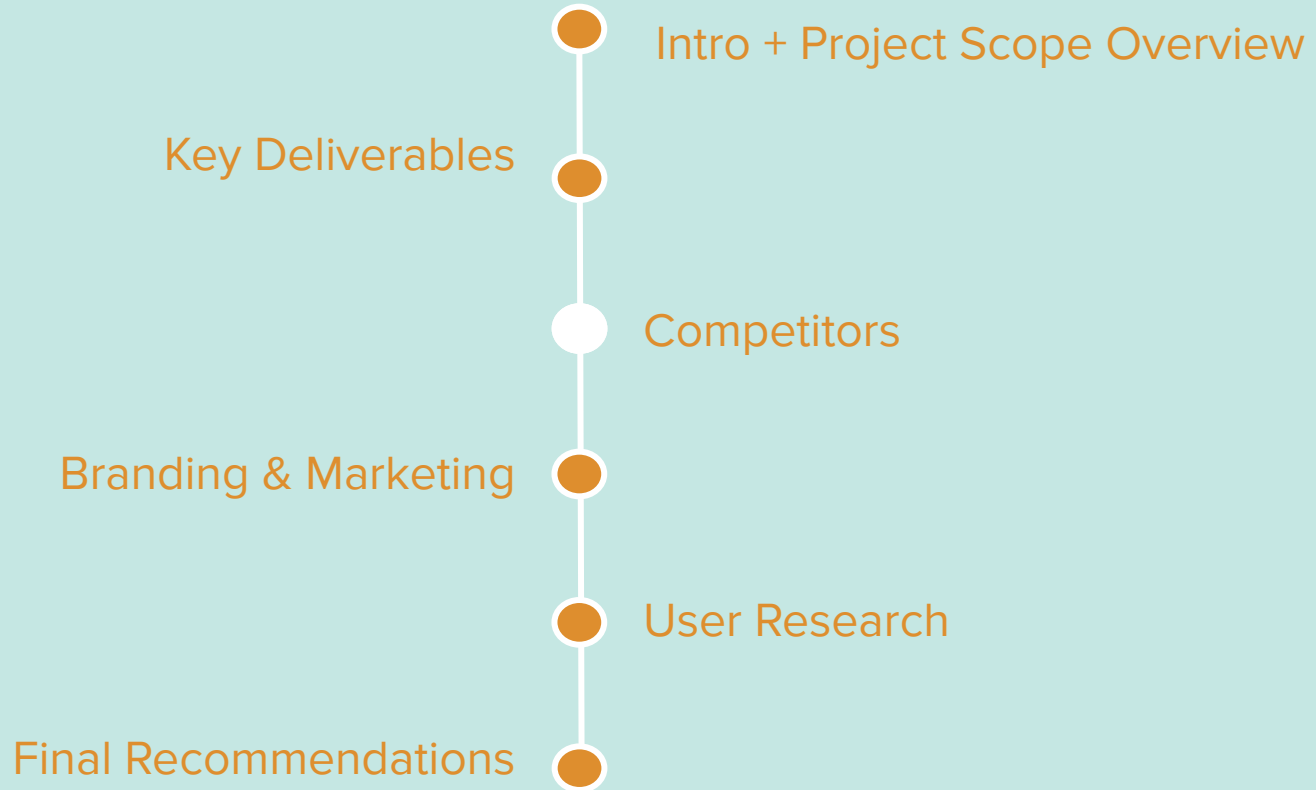 Intro + Project Scope Overview
Key Deliverables
Competitors
Branding & Marketing
User Research
Final Recommendations